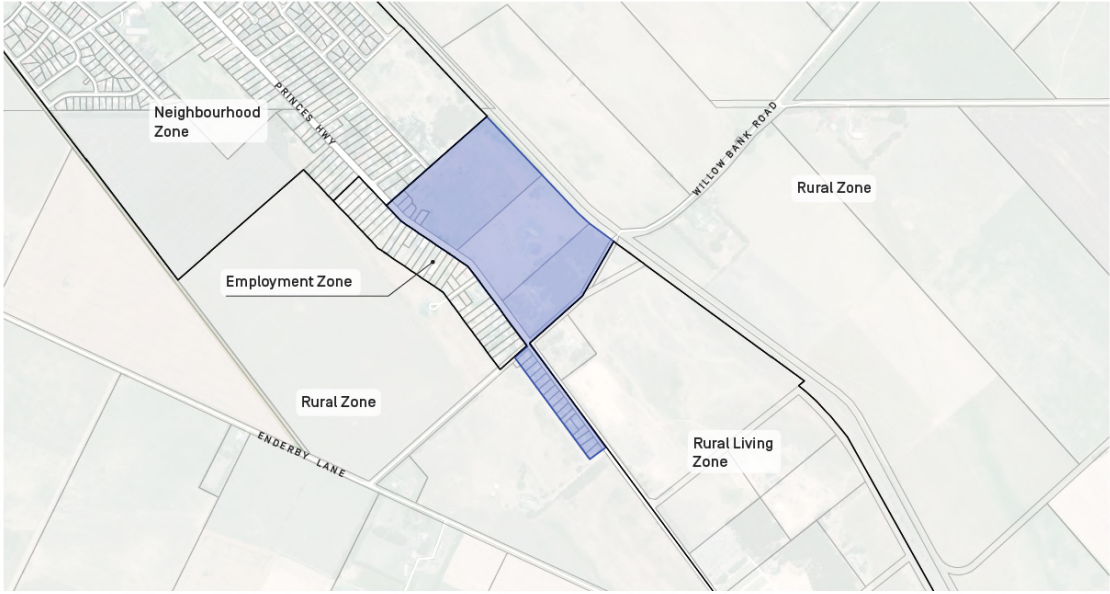 Neighbourhood
Zone
PRINCES HWY
WILLOW BANK ROAD
Rural Zone
Employment Zone
Rural Zone
ENDERBY LANE
Rural Living
Zone